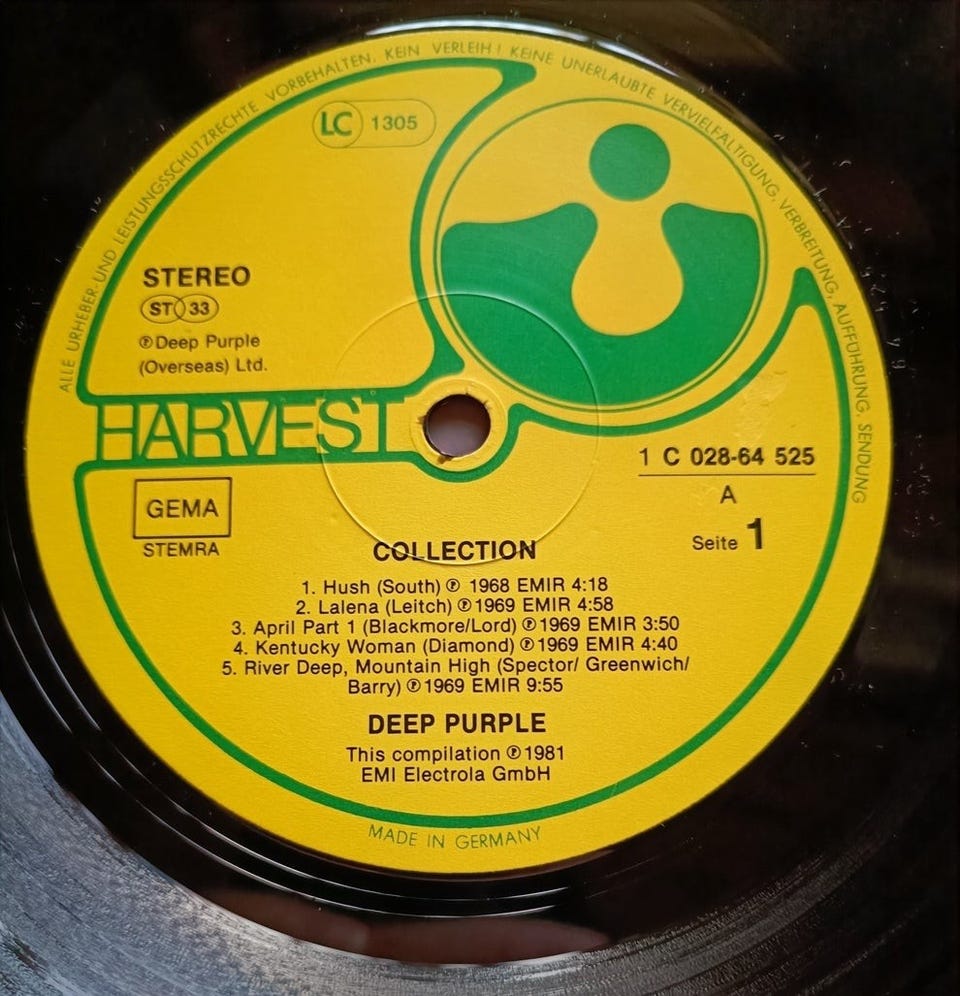 ALLE URHEBER- UND LEISTUNGSSCHUTZRECHTE VORBEHALTEN. KEIN VERLEIH! KEINE UNERLAUBTE VERVIELFÄLTIGUNG, VERBREITUNG, AUFFÜHRUNG, SENDUNG
LC 1305
STEREO
ST 33
℗ Deep Purple
(Overseas) Ltd.
HARVEST
GEMA
STEMRA
1 C 028-64 525
A
Seite 1
COLLECTION
1. Hush (South) ℗ 1968 EMIR 4:18
2. Lalena (Leitch) ℗ 1969 EMIR 4:58
3. April Part 1 (Blackmore/Lord) ℗ 1969 EMIR 3:50
4. Kentucky Woman (Diamond) ℗ 1969 EMIR 4:40
5. River Deep, Mountain High (Spector/ Greenwich/
Barry) ℗ 1969 EMIR 9:55
DEEP PURPLE
This compilation ℗ 1981
EMI Electrola GmbH
MADE IN GERMANY